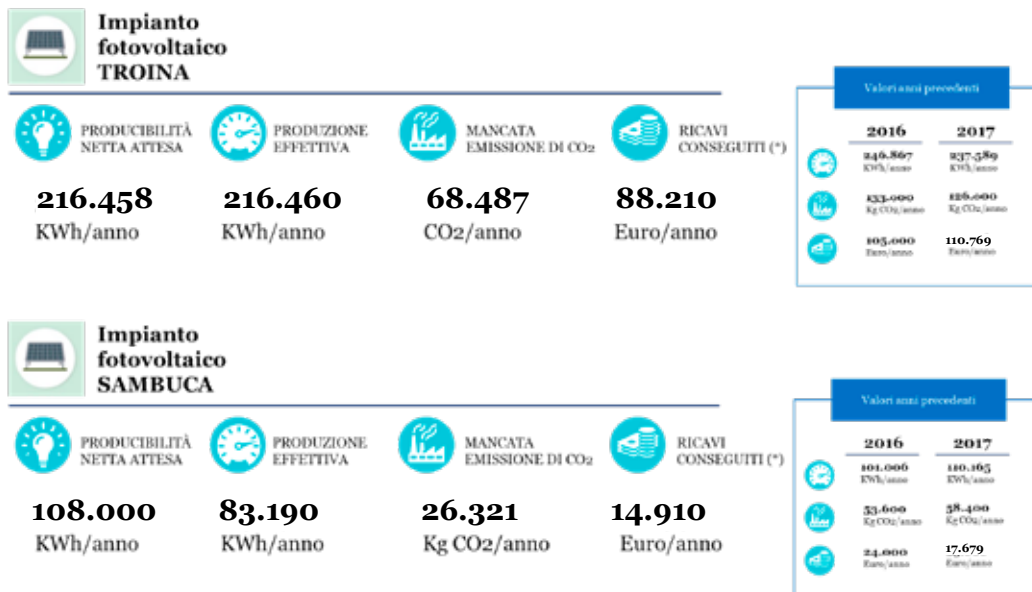 Impianto
fotovoltaico
TROINA
PRODUCIBILITÀ
NETTA ATTESA
216.458
KWh/anno
PRODUZIONE
EFFETTIVA
216.460
KWh/anno
MANCATA
EMISSIONE DI CO2
68.487
CO2/anno
RICAVI
CONSEGUITI (*)
88.210
Euro/anno
Valori anni precedenti
2016 2017
246.867 237.589
KWh/anno KWh/anno
133.000 126.000
Kg CO2/anno Kg CO2/anno
105.000 110.769
Euro/anno Euro/anno
Impianto
fotovoltaico
SAMBUCA
PRODUCIBILITÀ
NETTA ATTESA
108.000
KWh/anno
PRODUZIONE
EFFETTIVA
83.190
KWh/anno
MANCATA
EMISSIONE DI CO2
26.321
Kg CO2/anno
RICAVI
CONSEGUITI (*)
14.910
Euro/anno
Valori anni precedenti
2016 2017
101.006 110.165
KWh/anno KWh/anno
53.600 58.400
Kg CO2/anno Kg CO2/anno
24.000 17.679
Euro/anno Euro/anno